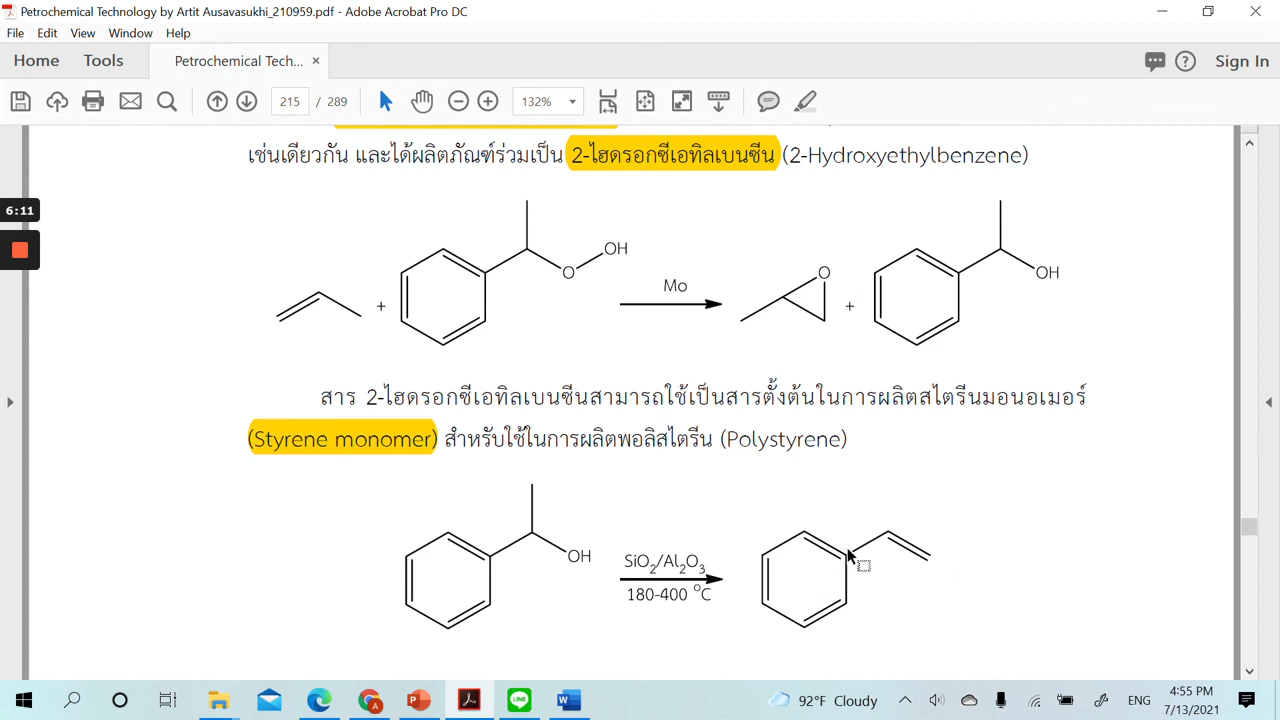 Petrochemical Technology by Artit Ausavasukhi_210959.pdf - Adobe Acrobat Pro DC
File Edit View Window Help
Home Tools Petrochemical Tech... × Sign In
215 / 289 132%
เช่นเดียวกัน และได้ผลิตภัณฑ์ร่วมเป็น 2-ไฮดรอกซีเอทิลเบนซีน (2-Hydroxyethylbenzene)
6:11
OH
O
+
Mo
O
+
OH
สาร 2-ไฮดรอกซีเอทิลเบนซีนสามารถใช้เป็นสารตั้งต้นในการผลิตสไตรีนมอนอเมอร์
(Styrene monomer) สำหรับใช้ในการผลิตพอลิสไตรีน (Polystyrene)
OH
SiO2/Al2O3
180-400 °C
92°F Cloudy ENG
4:55 PM
7/13/2021